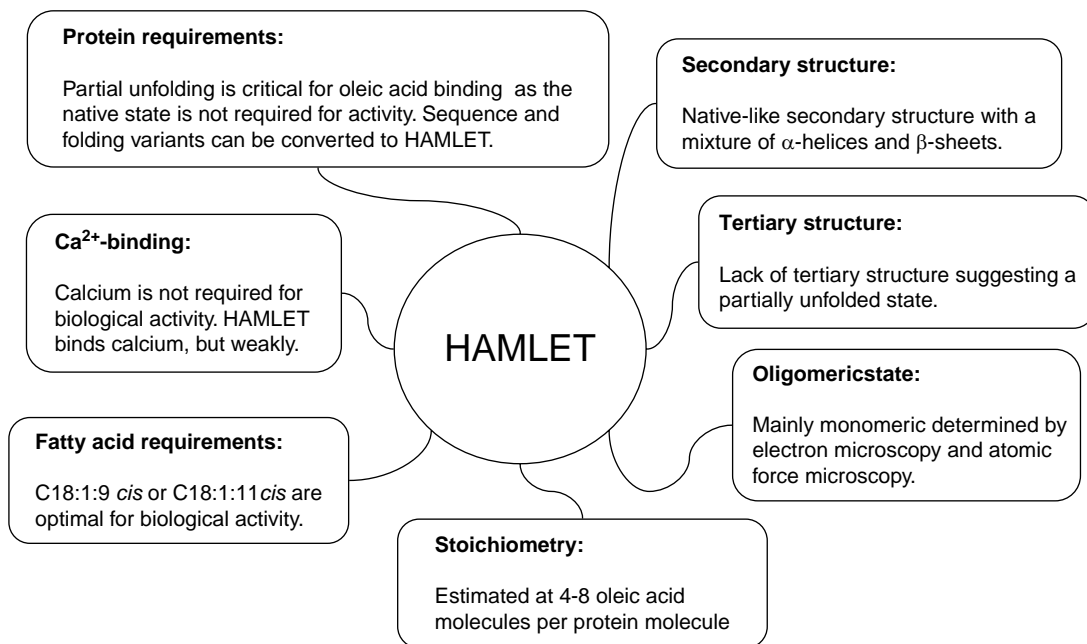 Protein requirements:
Partial unfolding is critical for oleic acid binding as the
native state is not required for activity. Sequence and
folding variants can be converted to HAMLET.
Secondary structure:
Native-like secondary structure with a
mixture of α-helices and β-sheets.
Ca²⁺-binding:
Calcium is not required for
biological activity. HAMLET
binds calcium, but weakly.
HAMLET
Tertiary structure:
Lack of tertiary structure suggesting a
partially unfolded state.
Oligomericstate:
Mainly monomeric determined by
electron microscopy and atomic
force microscopy.
Fatty acid requirements:
C18:1:9 cis or C18:1:11cis are
optimal for biological activity.
Stoichiometry:
Estimated at 4-8 oleic acid
molecules per protein molecule